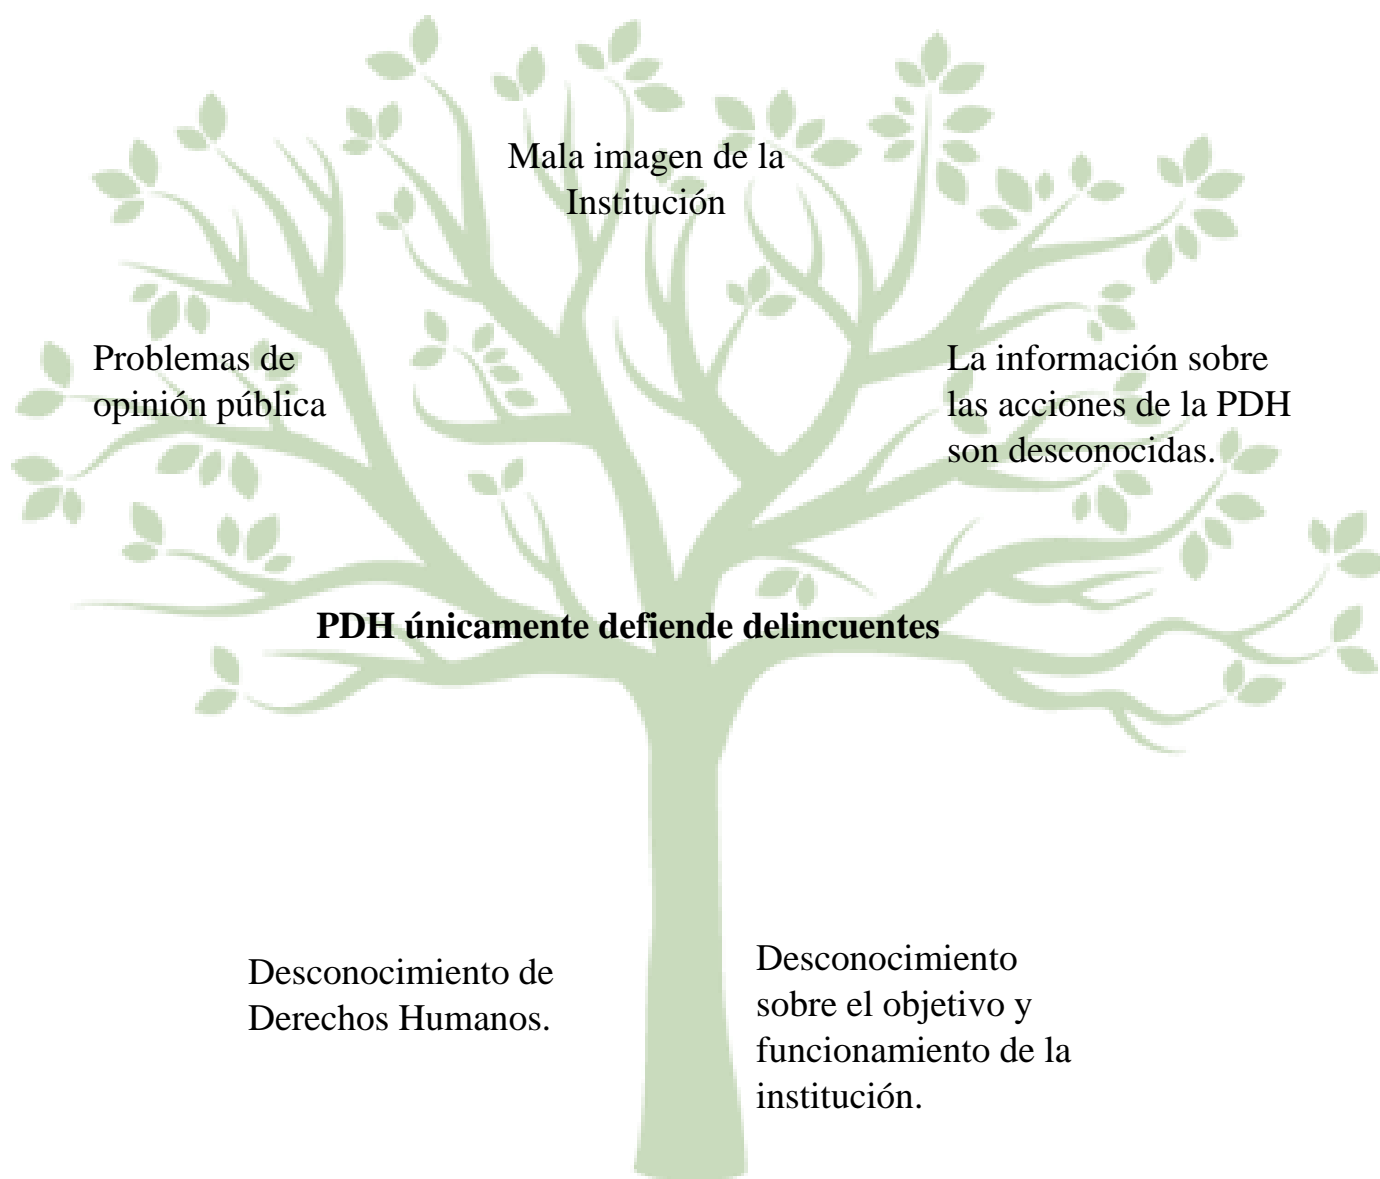 Mala imagen de la
Institución
Problemas de
opinión pública
La información sobre
las acciones de la PDH
son desconocidas.
PDH únicamente defiende delincuentes
Desconocimiento de
Derechos Humanos.
Desconocimiento
sobre el objetivo y
funcionamiento de la
institución.